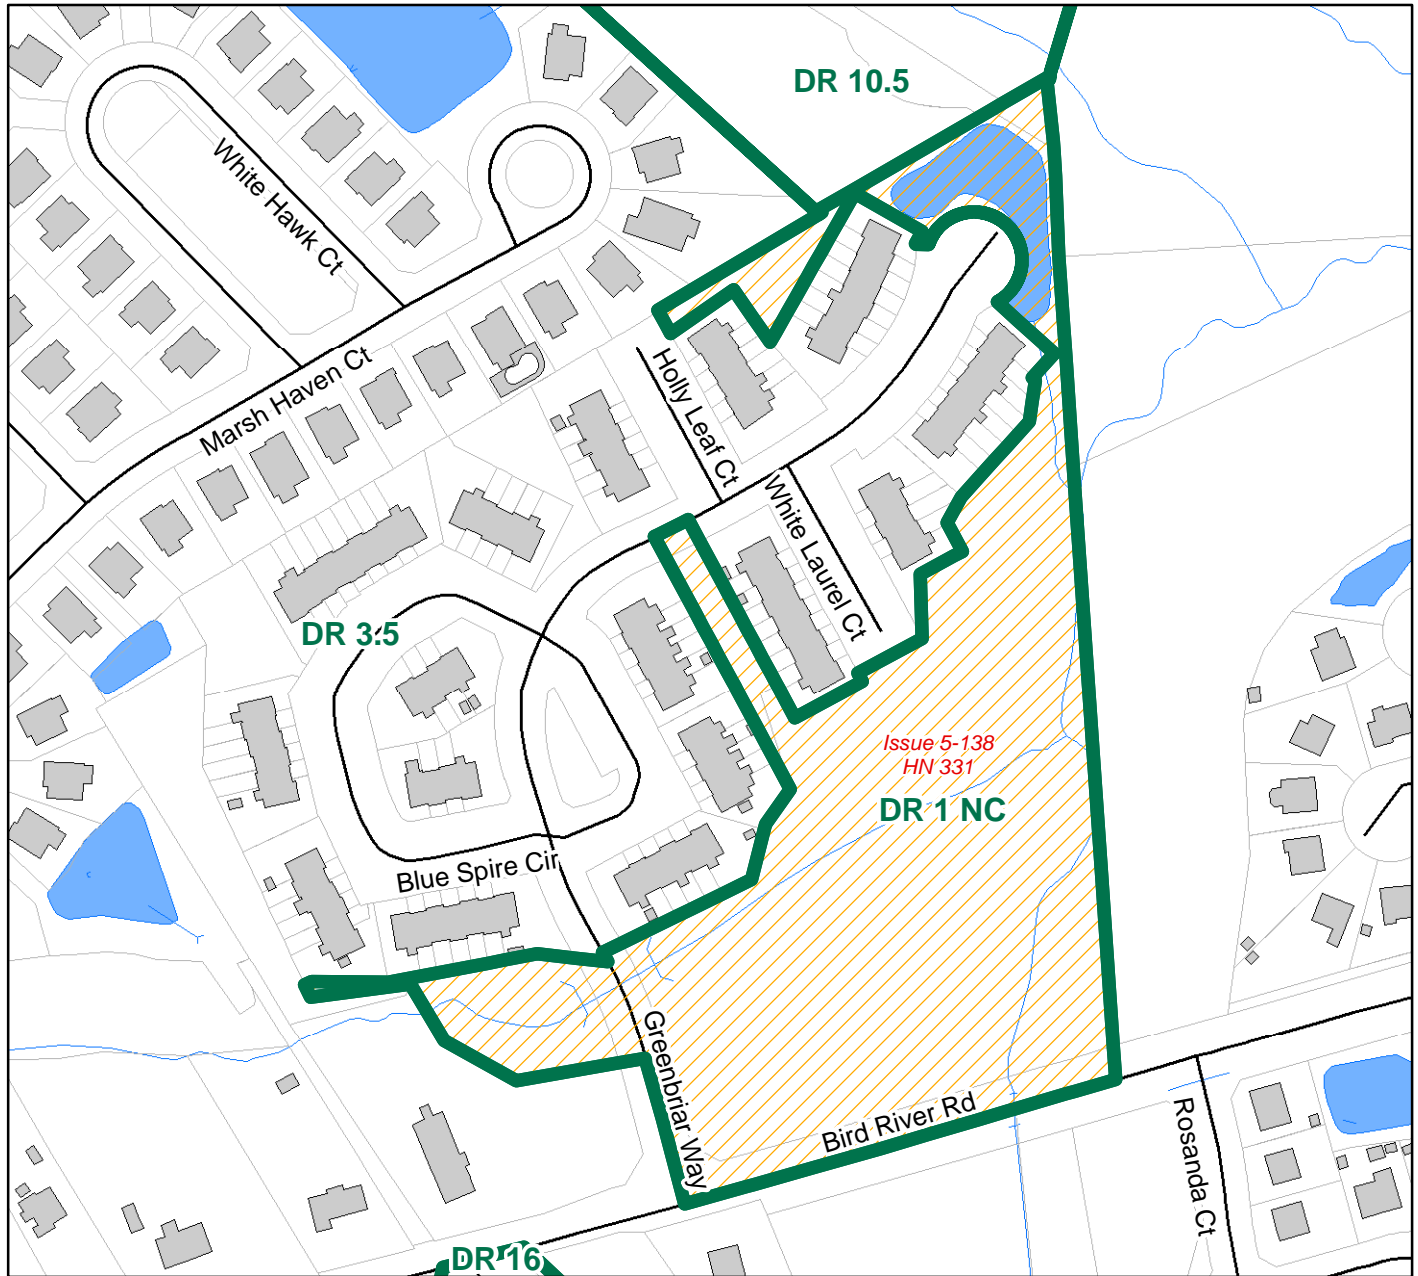 DR 10.5
White Hawk Ct
Marsh Haven Ct
Holly Leaf Ct
White Laurel Ct
DR 3.5
Issue 5-138
HN 331
DR 1 NC
Blue Spire Cir
Greenbriar Way
Bird River Rd
Rosanda Ct
DR 16